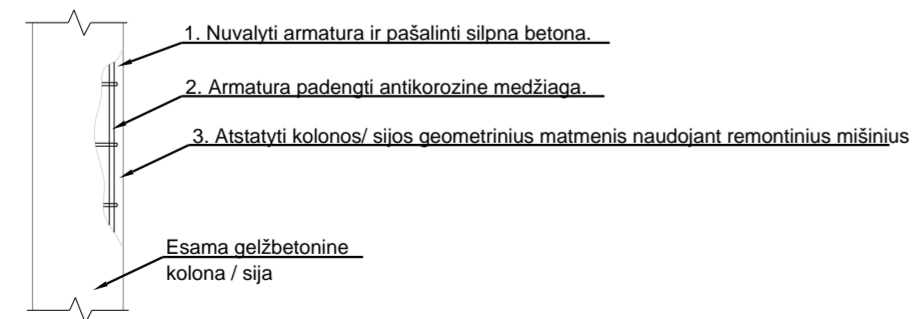 1. Nuvalyti armatura ir pašalinti silpna betona.
2. Armatura padengti antikorozine medžiaga.
3. Atstatyti kolonos/ sijos geometrinius matmenis naudojant remontinius mišinius
Esama gelžbetonine
kolona / sija